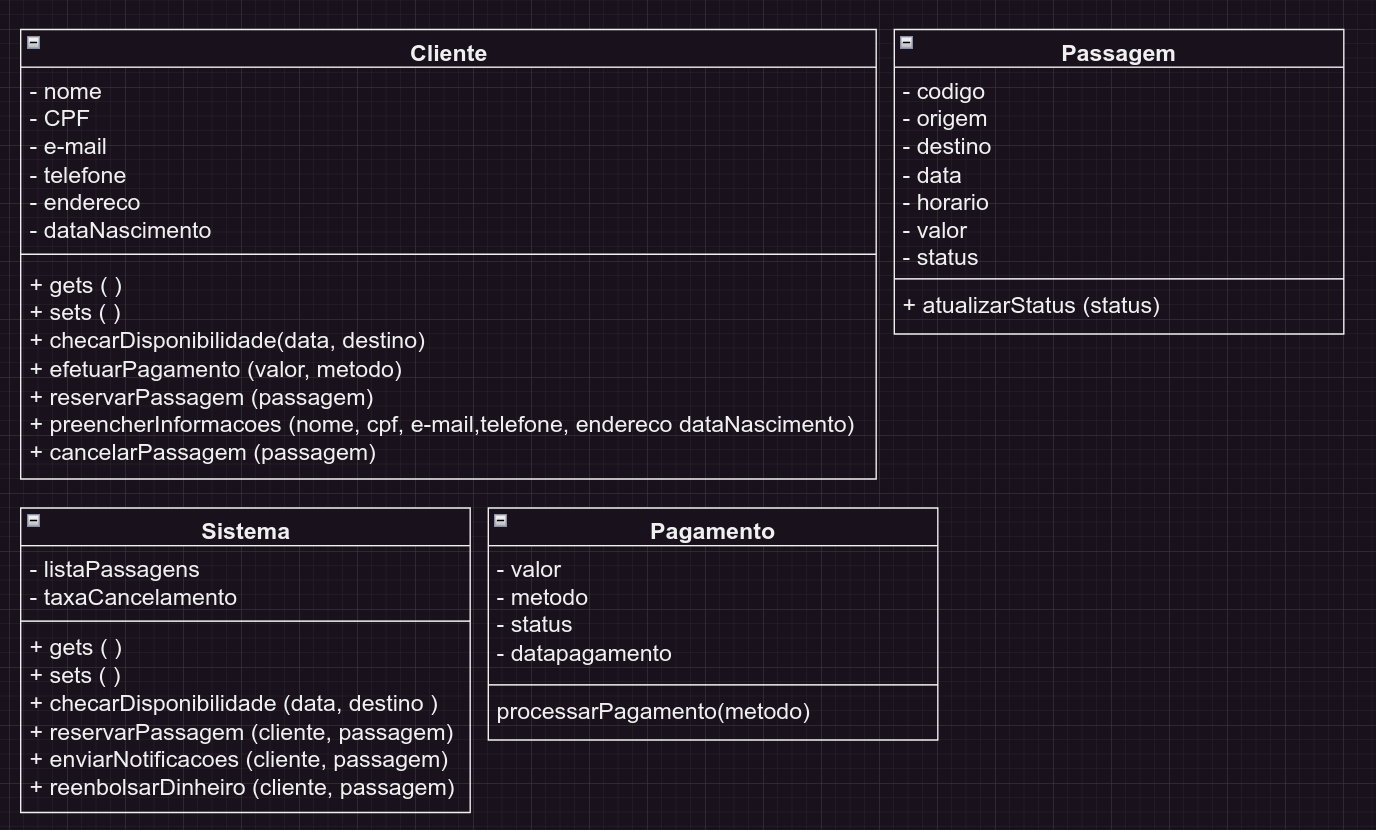 Cliente
- nome
- CPF
- e-mail
- telefone
- endereco
- dataNascimento
+ gets ( )
+ sets ( )
+ checarDisponibilidade(data, destino)
+ efetuarPagamento (valor, metodo)
+ reservarPassagem (passagem)
+ preencherInformacoes (nome, cpf, e-mail,telefone, endereco dataNascimento)
+ cancelarPassagem (passagem)
Passagem
- codigo
- origem
- destino
- data
- horario
- valor
- status
+ atualizarStatus (status)
Sistema
- listaPassagens
- taxaCancelamento
+ gets ( )
+ sets ( )
+ checarDisponibilidade (data, destino )
+ reservarPassagem (cliente, passagem)
+ enviarNotificacoes (cliente, passagem)
+ reenbolsarDinheiro (cliente, passagem)
Pagamento
- valor
- metodo
- status
- datapagamento
processarPagamento(metodo)